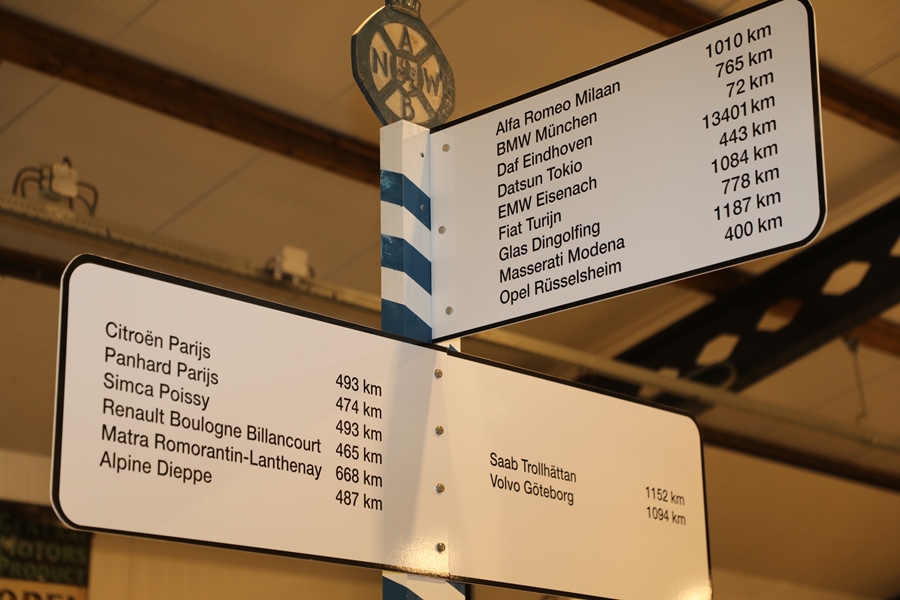 A
N W
B
Alfa Romeo Milaan 1010 km
BMW München 765 km
Daf Eindhoven 72 km
Datsun Tokio 13401 km
EMW Eisenach 443 km
Fiat Turijn 1084 km
Glas Dingolfing 778 km
Masserati Modena 1187 km
Opel Rüsselsheim 400 km
Citroën Parijs 493 km
Panhard Parijs 474 km
Simca Poissy 493 km
Renault Boulogne Billancourt 465 km
Matra Romorantin-Lanthenay 668 km
Alpine Dieppe 487 km
Saab Trollhättan 1152 km
Volvo Göteborg 1094 km
MOTORS
PRODUCT